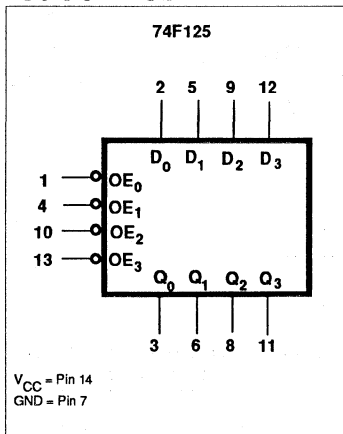 74F125
2 5 9 12
D0 D1 D2 D3
1 OE0
4 OE1
10 OE2
13 OE3
Q0 Q1 Q2 Q3
3 6 8 11
VCC = Pin 14
GND = Pin 7